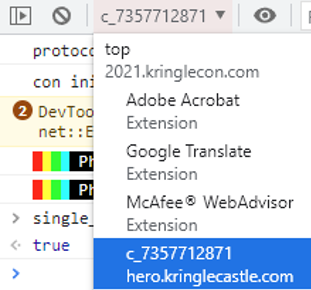 c_7357712871 ▼
protoco
top
2021.kringlecon.com
con ini
Adobe Acrobat
Extension
2 DevToo
net::E
Google Translate
Extension
Ph
McAfee® WebAdvisor
Extension
Ph
single_
c_7357712871
hero.kringlecastle.com
true